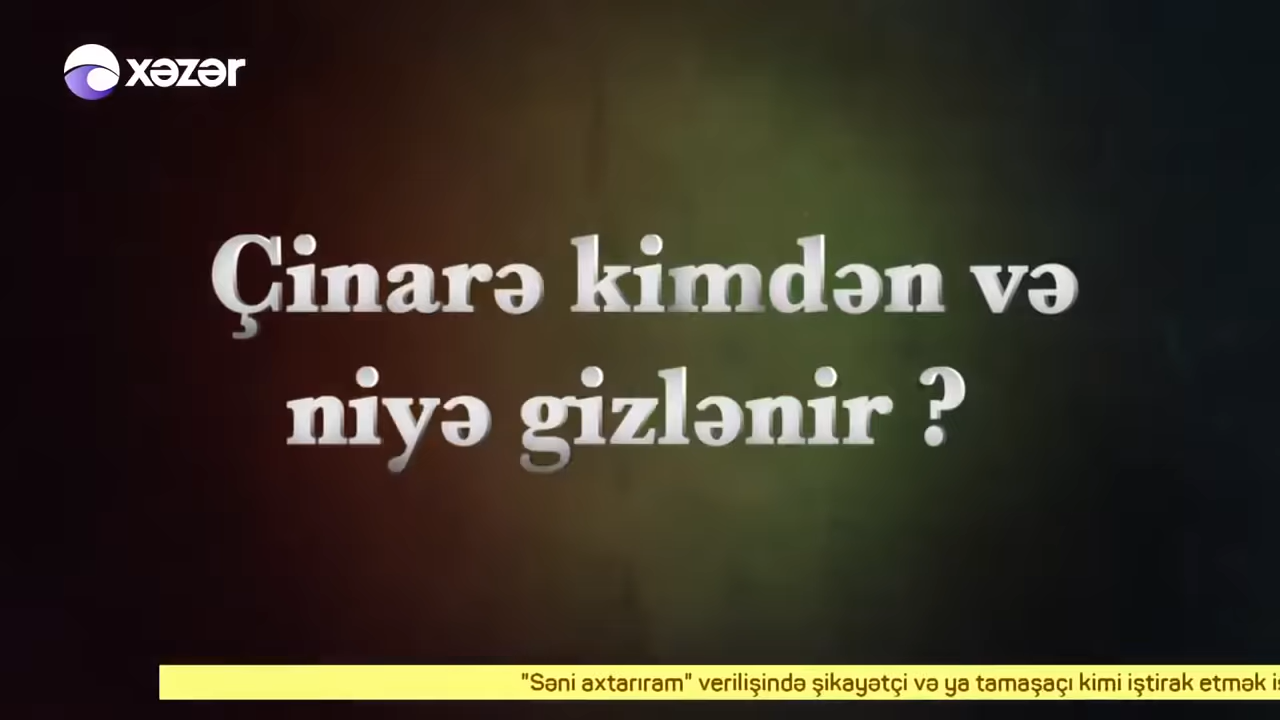 xəzər
Çinarə kimdən və
niyə gizlənir ?
"Səni axtarıram" verilişində şikayətçi və ya tamaşaçı kimi iştirak etmək